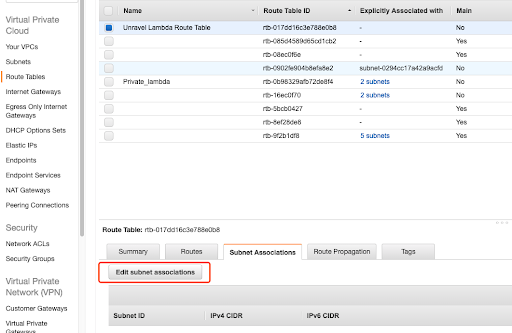 Virtual Private
Cloud
Your VPCs
Subnets
Route Tables
Internet Gateways
Egress Only Internet
Gateways
DHCP Options Sets
Elastic IPs
Endpoints
Endpoint Services
NAT Gateways
Peering Connections
Security
Network ACLs
Security Groups
Virtual Private
Network (VPN)
Customer Gateways
Virtual Private
Gateways
Name Route Table ID Explicitly Associated with Main
Unravel Lambda Route Table rtb-017dd16c3e788e0b8 - No
rtb-085d4589d65cd1cb2 - Yes
rtb-08ec0f6e - Yes
rtb-0902fe904b8efa8e2 subnet-0294cc17a42a9acfd No
Private_lambda rtb-0b98329afb72de8f4 2 subnets No
rtb-16ec0f70 2 subnets No
rtb-5bcb0427 - Yes
rtb-8ef28de8 - Yes
rtb-9f2b1df8 5 subnets Yes
Route Table: rtb-017dd16c3e788e0b8
Summary Routes Subnet Associations Route Propagation Tags
Edit subnet associations
Subnet ID IPv4 CIDR IPv6 CIDR